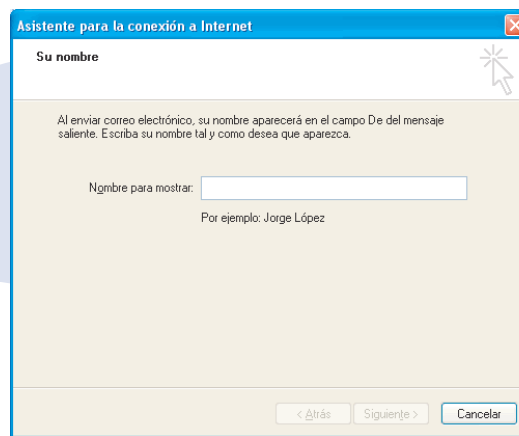 Asistente para la conexión a Internet
Su nombre
Al enviar correo electrónico, su nombre aparecerá en el campo De del mensaje
saliente. Escriba su nombre tal y como desea que aparezca.
Nombre para mostrar:
Por ejemplo: Jorge López
< Atrás Siguiente > Cancelar